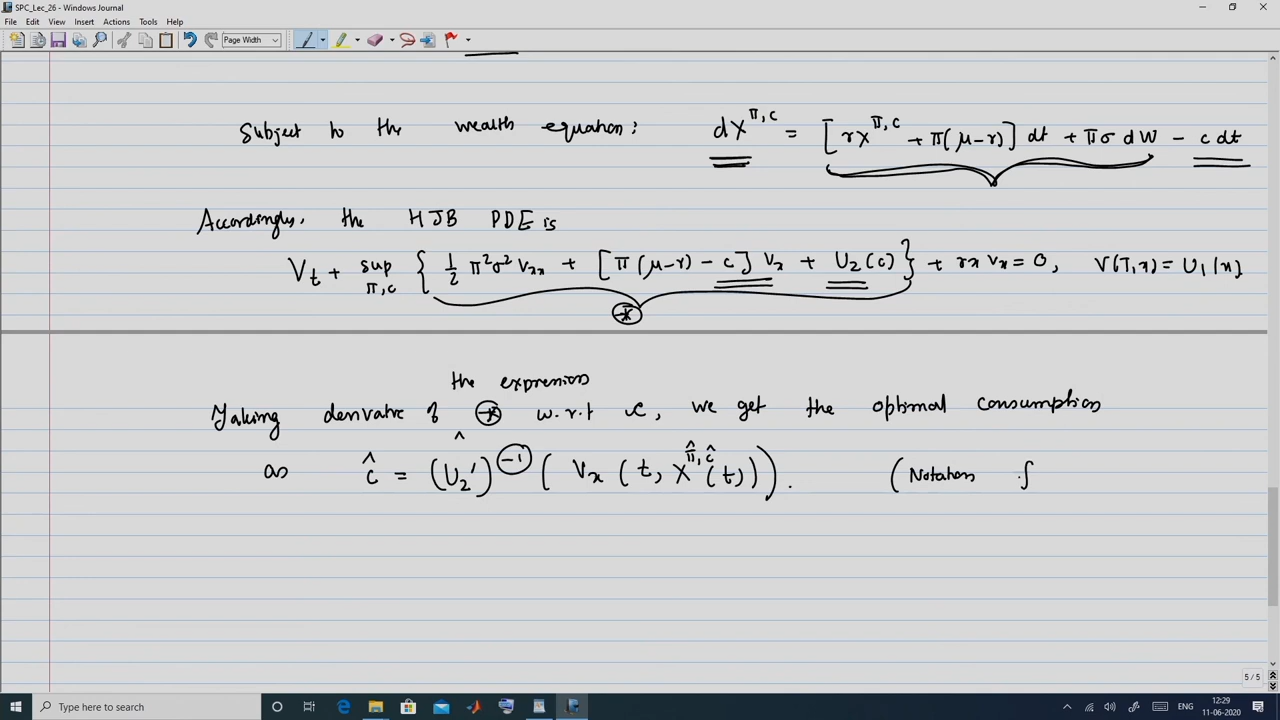 SPC_Lec_26 - Windows Journal
File Edit View Insert Actions Tools Help
Page Width
Subject to the wealth equation: dX^{π,c} = [rX^{π,c} + π(μ-r)] dt + πσ dW - c dt
Accordingly, the HJB PDE is
V_t + sup_{π,c} { 1/2 π²σ² V_{xx} + [π(μ-r) - c] V_x + U_2(c) } + rx V_x = 0, V(T,x) = U_1(x)
(*)
the expression
Taking derivative of (*) w.r.t c, we get the optimal consumption
as ĉ = (U_2')^{(-1)} ( V_x (t, X^{π̂,ĉ}(t)) ). (Notation f
5/5
Type here to search
ENG
12:29
11-06-2020